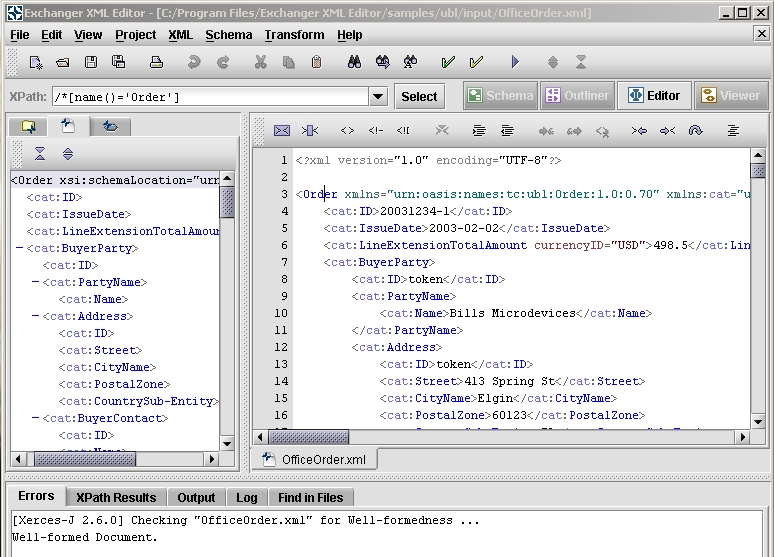 Exchanger XML Editor - [C:/Program Files/Exchanger XML Editor/samples/ubl/input/OfficeOrder.xml]
File Edit View Project XML Schema Transform Help
XPath: /*[name()='Order'] Select Schema Outliner Editor Viewer
<Order xsi:schemaLocation="urn
<cat:ID>
<cat:IssueDate>
<cat:LineExtensionTotalAmou
<cat:BuyerParty>
<cat:ID>
<cat:PartyName>
<cat:Name>
<cat:Address>
<cat:ID>
<cat:Street>
<cat:CityName>
<cat:PostalZone>
<cat:CountrySub-Entity>
<cat:BuyerContact>
<cat:ID>
<cat:Name>
1 <?xml version="1.0" encoding="UTF-8"?>
2
3 <Order xmlns="urn:oasis:names:tc:ubl:Order:1.0:0.70" xmlns:cat="u
4 <cat:ID>20031234-1</cat:ID>
5 <cat:IssueDate>2003-02-02</cat:IssueDate>
6 <cat:LineExtensionTotalAmount currencyID="USD">498.5</cat:Lin
7 <cat:BuyerParty>
8 <cat:ID>token</cat:ID>
9 <cat:PartyName>
10 <cat:Name>Bills Microdevices</cat:Name>
11 </cat:PartyName>
12 <cat:Address>
13 <cat:ID>token</cat:ID>
14 <cat:Street>413 Spring St</cat:Street>
15 <cat:CityName>Elgin</cat:CityName>
16 <cat:PostalZone>60123</cat:PostalZone>
OfficeOrder.xml
Errors XPath Results Output Log Find in Files
[Xerces-J 2.6.0] Checking "OfficeOrder.xml" for Well-formedness ...
Well-formed Document.